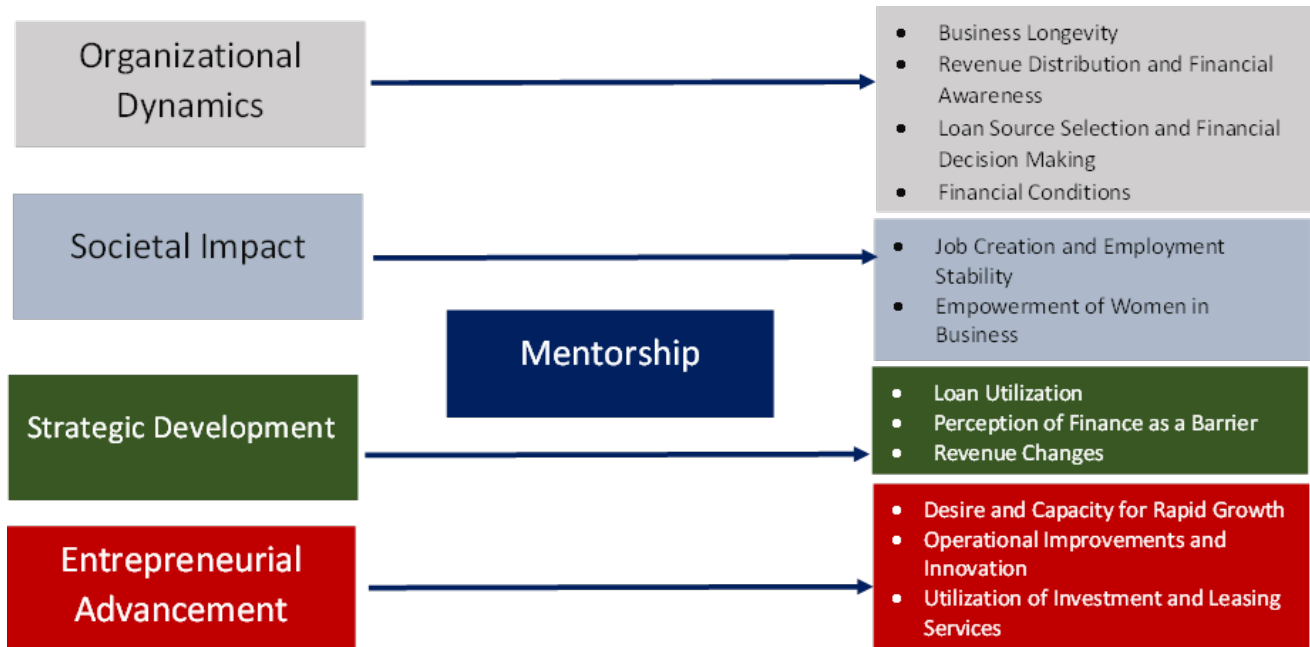 Organizational
Dynamics
• Business Longevity
• Revenue Distribution and Financial
Awareness
• Loan Source Selection and Financial
Decision Making
• Financial Conditions
Societal Impact
• Job Creation and Employment
Stability
• Empowerment of Women in
Business
Mentorship
Strategic Development
• Loan Utilization
• Perception of Finance as a Barrier
• Revenue Changes
Entrepreneurial
Advancement
• Desire and Capacity for Rapid Growth
• Operational Improvements and
Innovation
• Utilization of Investment and Leasing
Services